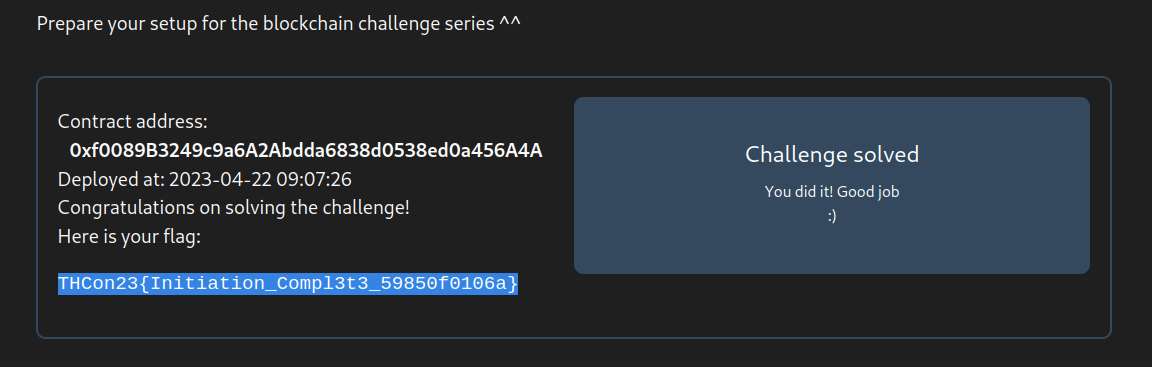 Prepare your setup for the blockchain challenge series ^^
Contract address:
0xf0089B3249c9a6A2Abdda6838d0538ed0a456A4A
Deployed at: 2023-04-22 09:07:26
Congratulations on solving the challenge!
Here is your flag:
THCon23{Initiation_Compl3t3_59850f0106a}
Challenge solved
You did it! Good job
:)